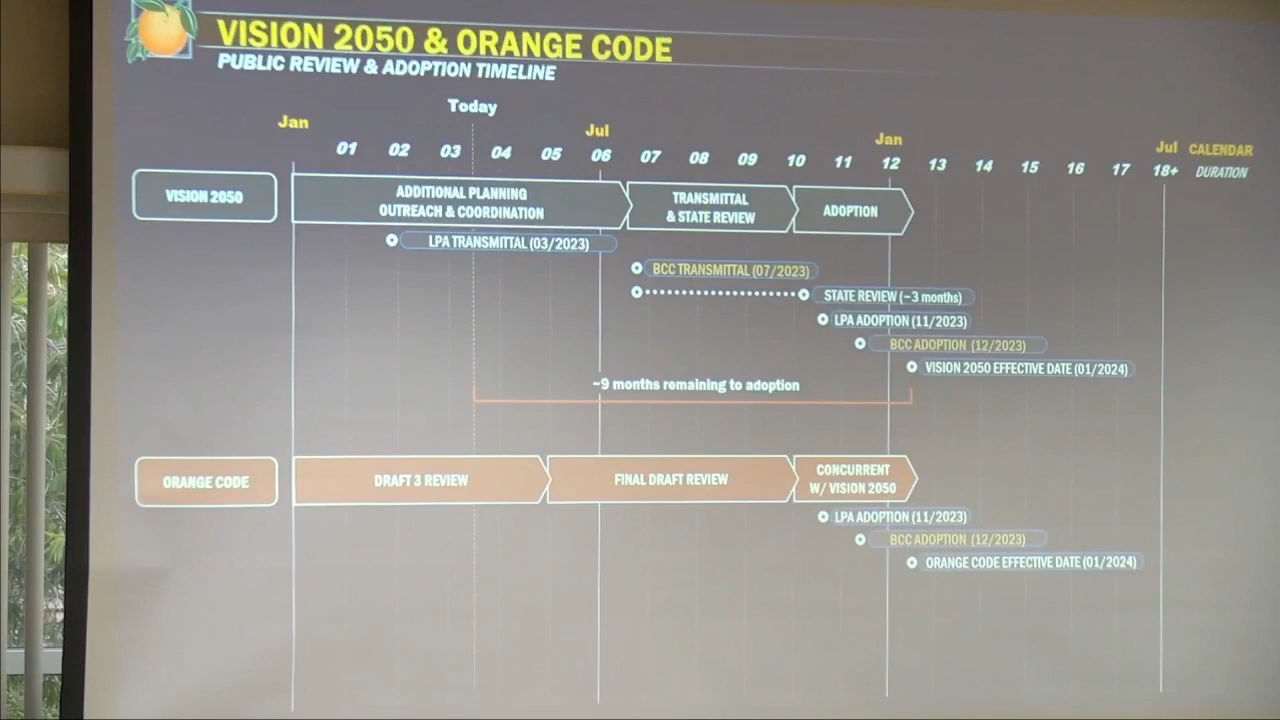 VISION 2050 & ORANGE CODE
PUBLIC REVIEW & ADOPTION TIMELINE
Today
Jan Jul Jan Jul CALENDAR
01 02 03 04 05 06 07 08 09 10 11 12 13 14 15 16 17 18+ DURATION
VISION 2050
ADDITIONAL PLANNING
OUTREACH & COORDINATION
TRANSMITTAL
& STATE REVIEW
ADOPTION
LPA TRANSMITTAL (03/2023)
BCC TRANSMITTAL (07/2023)
STATE REVIEW (~3 months)
LPA ADOPTION (11/2023)
BCC ADOPTION (12/2023)
VISION 2050 EFFECTIVE DATE (01/2024)
~9 months remaining to adoption
ORANGE CODE
DRAFT 3 REVIEW
FINAL DRAFT REVIEW
CONCURRENT
W/ VISION 2050
LPA ADOPTION (11/2023)
BCC ADOPTION (12/2023)
ORANGE CODE EFFECTIVE DATE (01/2024)